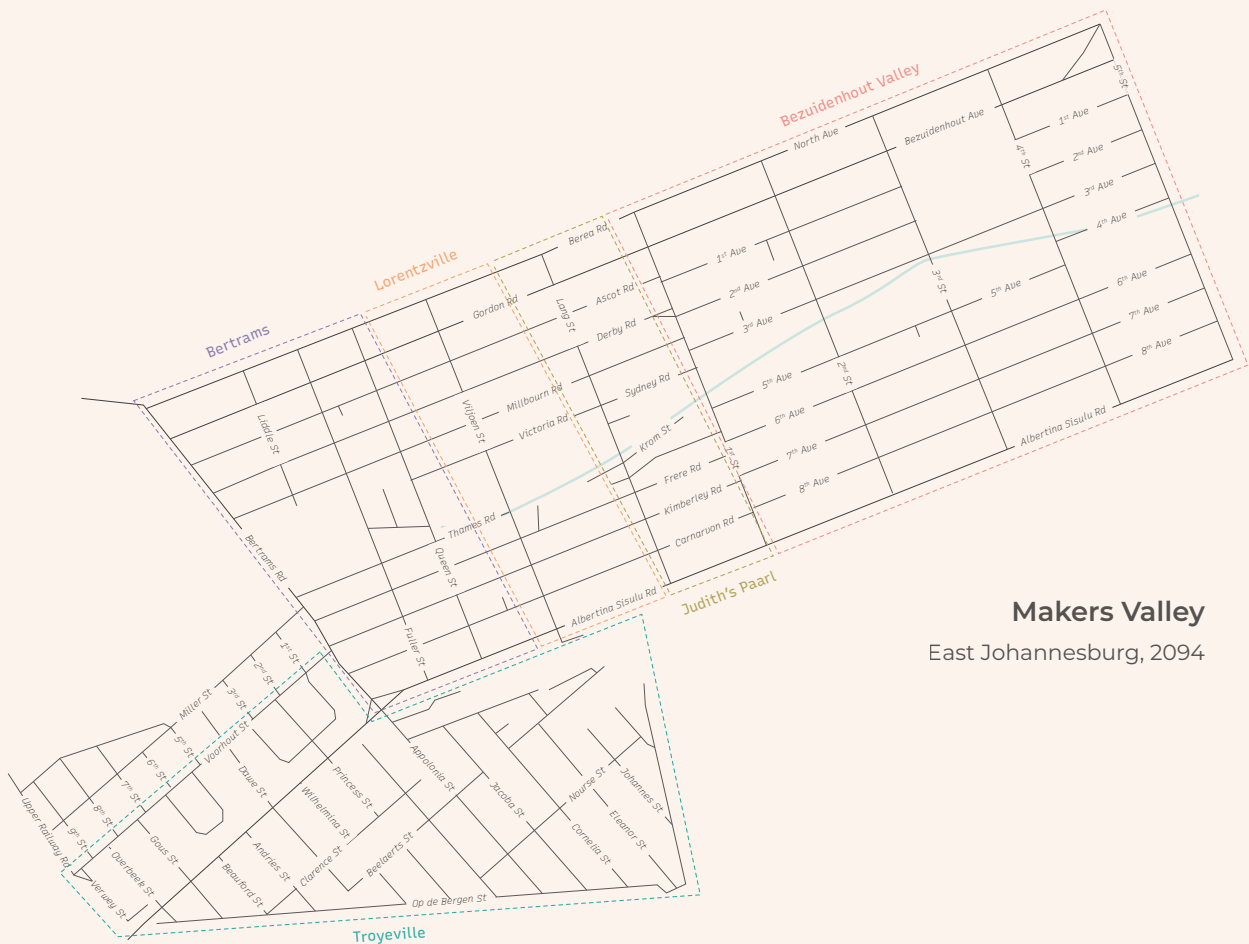 Bezuidenhout Valley
5th St
North Ave
Bezuidenhout Ave
1st Ave
4th St
2nd Ave
3rd Ave
4th Ave
Berea Rd
Lorentzville
1st Ave
3rd St
6th Ave
Ascot Rd
2nd Ave
5th Ave
Gordon Rd
Lang St
7th Ave
Bertrams
Derby Rd
3rd Ave
8th Ave
2nd St
Sydney Rd
5th Ave
Millbourn Rd
Viljoen St
6th Ave
Victoria Rd
Albertina Sisulu Rd
Liddle St
Krom St
7th Ave
1st St
Frere Rd
8th Ave
Kimberley Rd
Thames Rd
Carnarvon Rd
Bertrams Rd
Queen St
Judith's Paarl
Albertina Sisulu Rd
Makers Valley
East Johannesburg, 2094
Fuller St
1st St
2nd St
3rd St
Miller St
5th St
Voorhout St
6th St
7th St
8th St
9th St
Upper Railway Rd
Dawe St
Princess St
Appolonia St
Wilhelmina St
Jacoba St
Nourse St
Johannes St
Eleanor St
Cornelia St
Gous St
Andries St
Clarence St
Beelaerts St
Overbeek St
Beauford St
Verwey St
Op de Bergen St
Troyeville